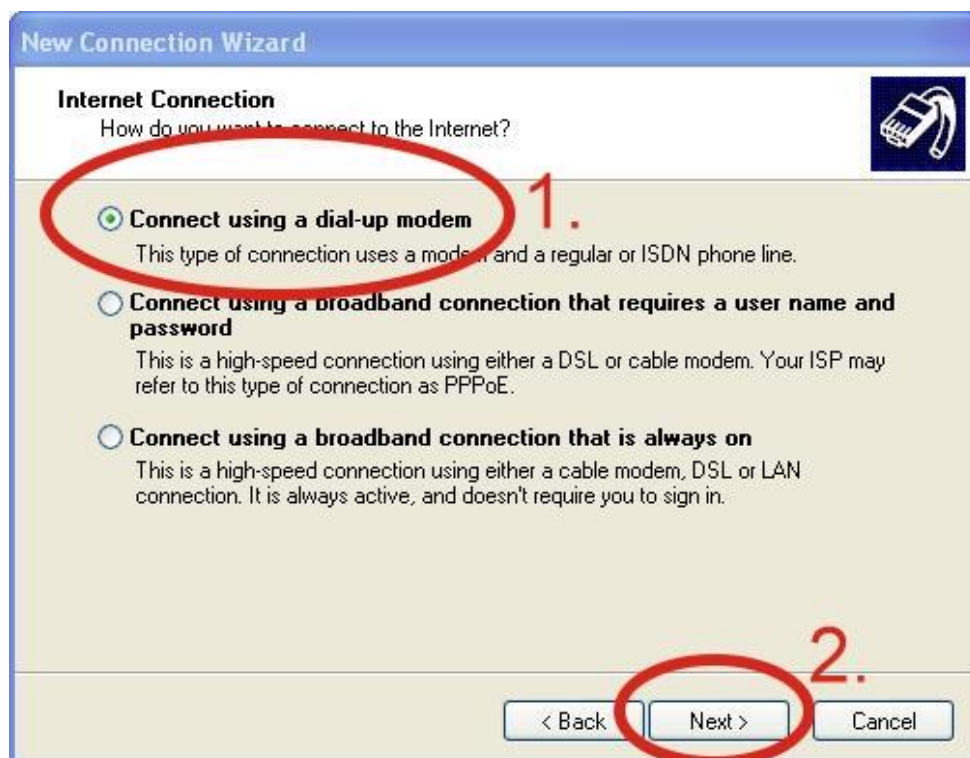 New Connection Wizard
Internet Connection
How do you want to connect to the Internet?
1.
Connect using a dial-up modem
This type of connection uses a modem and a regular or ISDN phone line.
Connect using a broadband connection that requires a user name and
password
This is a high-speed connection using either a DSL or cable modem. Your ISP may
refer to this type of connection as PPPoE.
Connect using a broadband connection that is always on
This is a high-speed connection using either a cable modem, DSL or LAN
connection. It is always active, and doesn't require you to sign in.
2.
< Back Next > Cancel